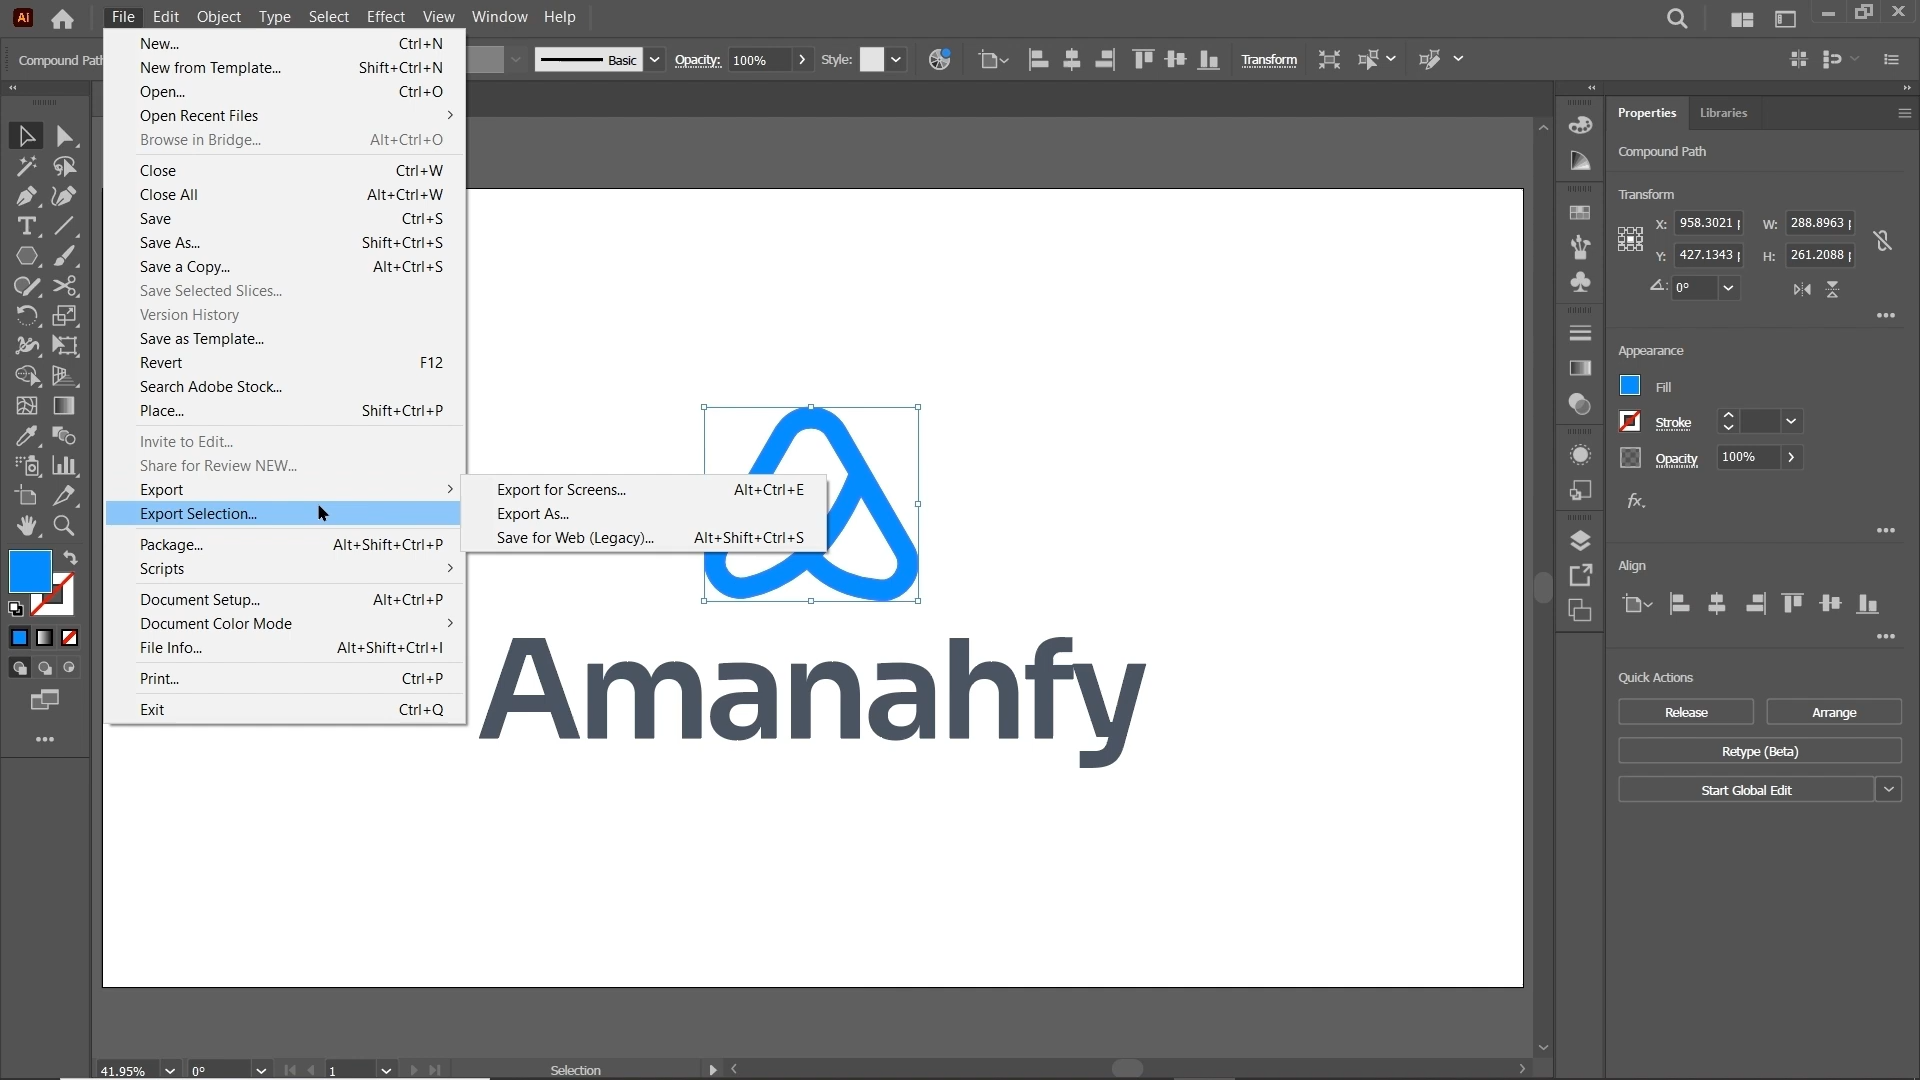 Ai File Edit Object Type Select Effect View Window Help
Compound Path Basic Opacity: 100% Style: Transform
New... Ctrl+N
New from Template... Shift+Ctrl+N
Open... Ctrl+O
Open Recent Files
Browse in Bridge... Alt+Ctrl+O
Close Ctrl+W
Close All Alt+Ctrl+W
Save Ctrl+S
Save As... Shift+Ctrl+S
Save a Copy... Alt+Ctrl+S
Save Selected Slices...
Version History
Save as Template...
Revert F12
Search Adobe Stock...
Place... Shift+Ctrl+P
Invite to Edit...
Share for Review NEW...
Export
Export Selection...
Package... Alt+Shift+Ctrl+P
Scripts
Document Setup... Alt+Ctrl+P
Document Color Mode
File Info... Alt+Shift+Ctrl+I
Print... Ctrl+P
Exit Ctrl+Q
Export for Screens... Alt+Ctrl+E
Export As...
Save for Web (Legacy)... Alt+Shift+Ctrl+S
Amanahfy
Properties Libraries
Compound Path
Transform
X: 958.3021 W: 288.8963
Y: 427.1343 H: 261.2088
0°
Appearance
Fill
Stroke
Opacity 100%
fx.
Align
Quick Actions
Release Arrange
Retype (Beta)
Start Global Edit
41.95% 0° 1 Selection